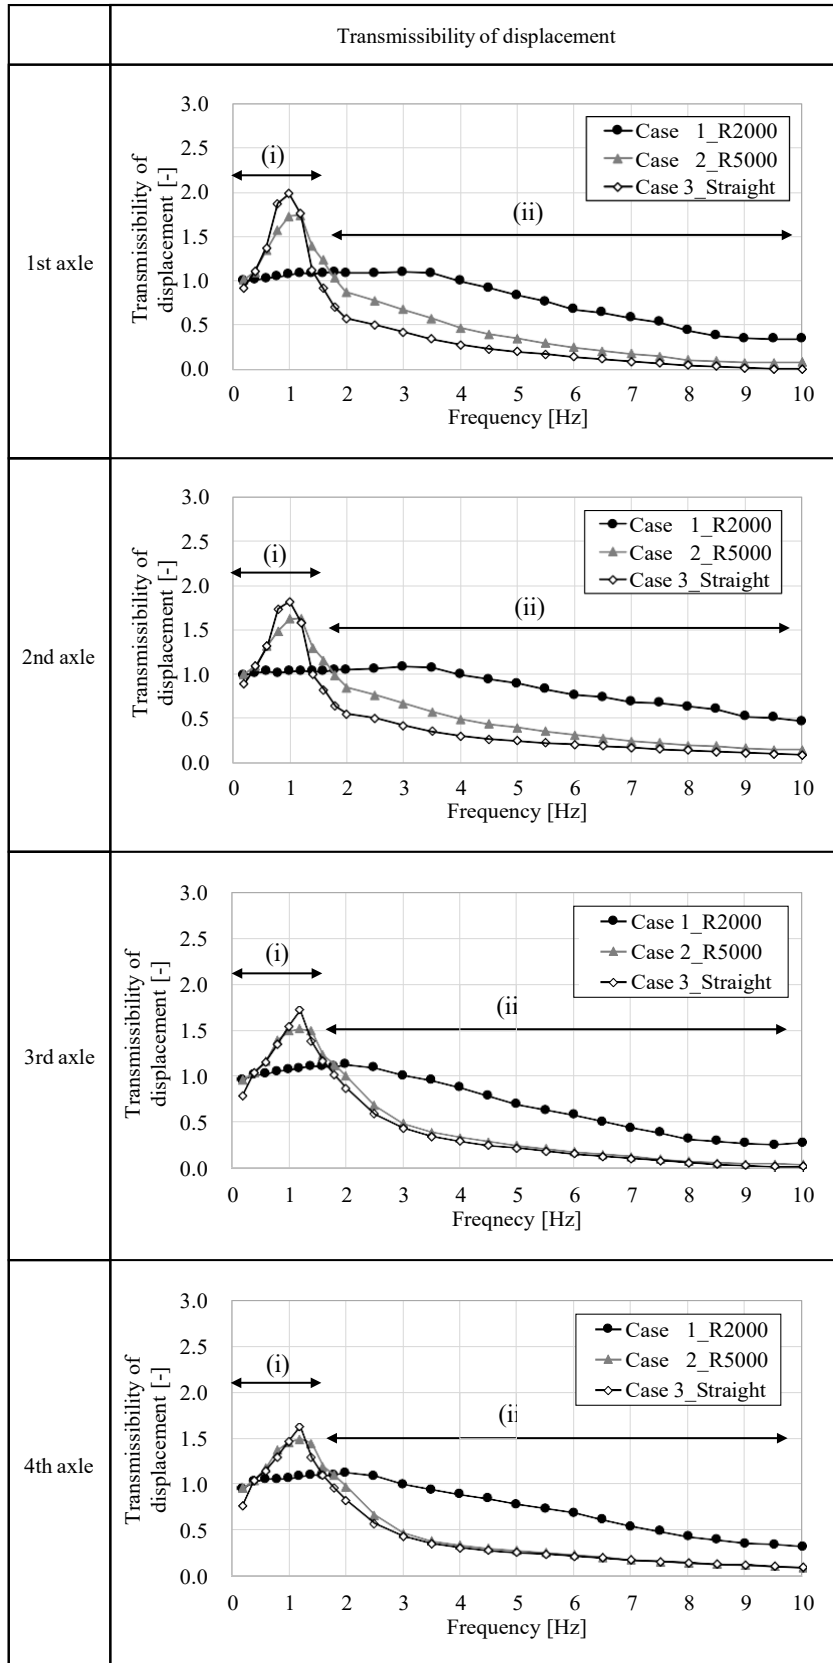 Transmissibility of displacement
1st axle
Transmissibility of
displacement [-]
3.0
2.5
2.0
1.5
1.0
0.5
0.0
(i)
(ii)
Case 1_R2000
Case 2_R5000
Case 3_Straight
0 1 2 3 4 5 6 7 8 9 10
Frequency [Hz]
2nd axle
Transmissibility of
displacement [-]
3.0
2.5
2.0
1.5
1.0
0.5
0.0
(i)
(ii)
Case 1_R2000
Case 2_R5000
Case 3_Straight
0 1 2 3 4 5 6 7 8 9 10
Frequency [Hz]
3rd axle
Transmissibility of
displacement [-]
3.0
2.5
2.0
1.5
1.0
0.5
0.0
(i)
(ii
Case 1_R2000
Case 2_R5000
Case 3_Straight
0 1 2 3 4 5 6 7 8 9 10
Freqnecy [Hz]
4th axle
Transmissibility of
displacement [-]
3.0
2.5
2.0
1.5
1.0
0.5
0.0
(i)
(ii
Case 1_R2000
Case 2_R5000
Case 3_Straight
0 1 2 3 4 5 6 7 8 9 10
Frequency [Hz]